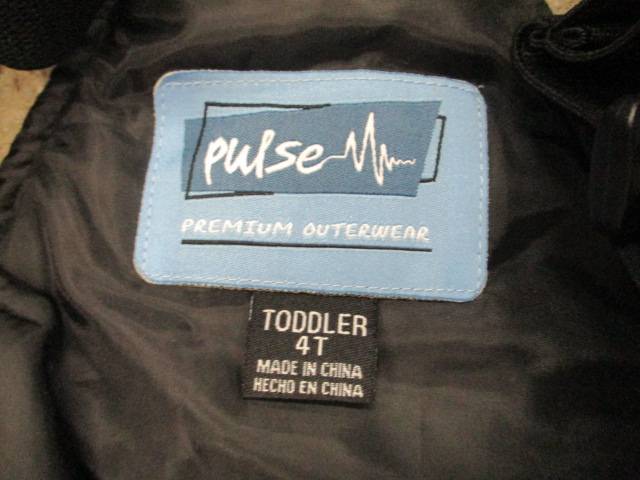 pulse
PREMIUM OUTERWEAR
TODDLER
4T
MADE IN CHINA
HECHO EN CHINA